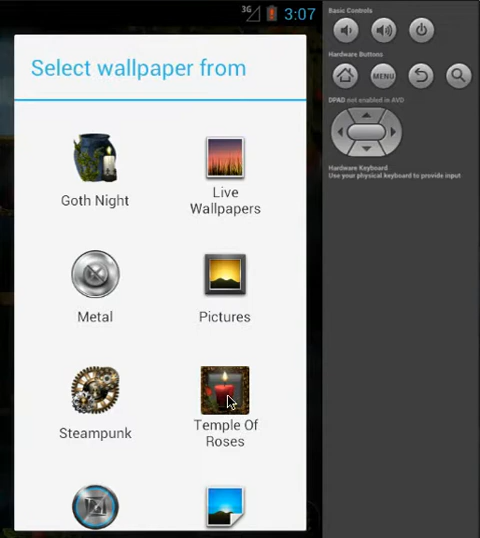 3G 3:07
Select wallpaper from
Goth Night
Live
Wallpapers
Metal
Pictures
Steampunk
Temple Of
Roses
Basic Controls
Hardware Buttons
MENU
DPAD not enabled in AVD
Hardware Keyboard
Use your physical keyboard to provide input